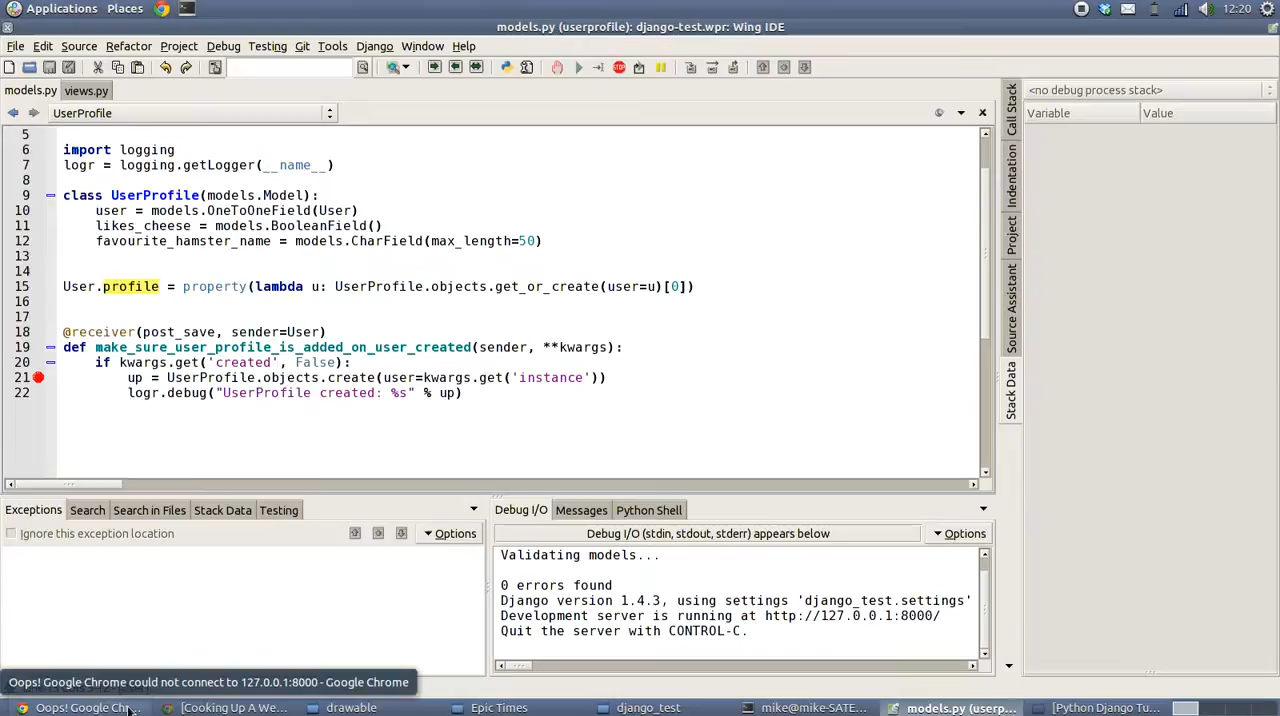 Applications Places 12:20
models.py (userprofile): django-test.wpr: Wing IDE
File Edit Source Refactor Project Debug Testing Git Tools Django Window Help
models.py views.py
UserProfile
5
6 import logging
7 logr = logging.getLogger(__name__)
8
9 class UserProfile(models.Model):
10 user = models.OneToOneField(User)
11 likes_cheese = models.BooleanField()
12 favourite_hamster_name = models.CharField(max_length=50)
13
14
15 User.profile = property(lambda u: UserProfile.objects.get_or_create(user=u)[0])
16
17
18 @receiver(post_save, sender=User)
19 def make_sure_user_profile_is_added_on_user_created(sender, **kwargs):
20 if kwargs.get('created', False):
21 up = UserProfile.objects.create(user=kwargs.get('instance'))
22 logr.debug("UserProfile created: %s" % up)
Call Stack
Indentation
Project
Source Assistant
Stack Data
<no debug process stack>
Variable Value
Exceptions Search Search in Files Stack Data Testing
Ignore this exception location Options
Debug I/O Messages Python Shell
Debug I/O (stdin, stdout, stderr) appears below Options
Validating models...
0 errors found
Django version 1.4.3, using settings 'django_test.settings'
Development server is running at http://127.0.0.1:8000/
Quit the server with CONTROL-C.
Oops! Google Chrome could not connect to 127.0.0.1:8000 - Google Chrome
Oops! Google Ch... [Cooking Up A We... drawable Epic Times django_test mike@mike-SATE... models.py (userp... [Python Django Tu...